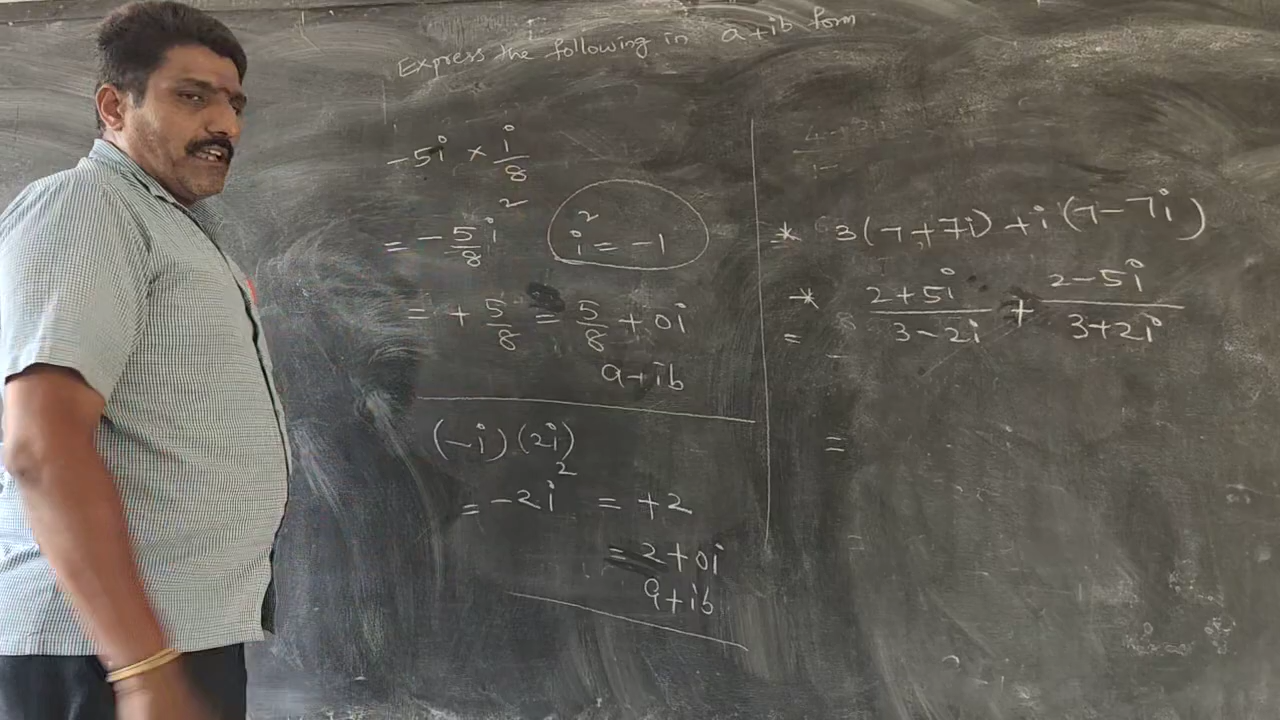 Express the following in a+ib form
-5i × i/8
= -5/8 i²
i² = -1
= + 5/8 = 5/8 + 0i
a+ib
(-i)(2i)
= -2i² = +2
= 2+0i
a+ib
* 3(7+7i)+i(7-7i)
* (2+5i)/(3-2i) + (2-5i)/(3+2i)
=
=